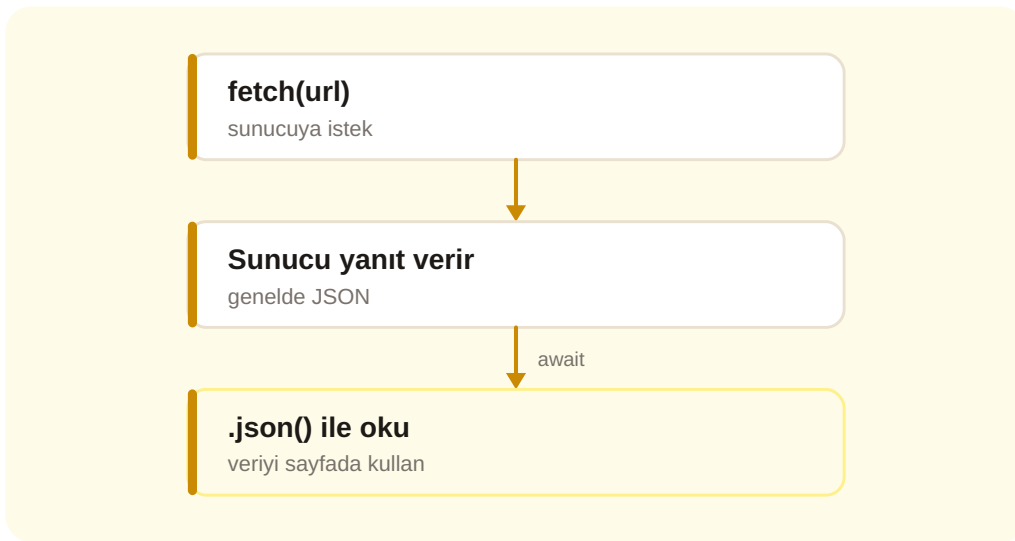 fetch(url)
sunucuya istek
Sunucu yanıt verir
genelde JSON
await
.json() ile oku
veriyi sayfada kullan